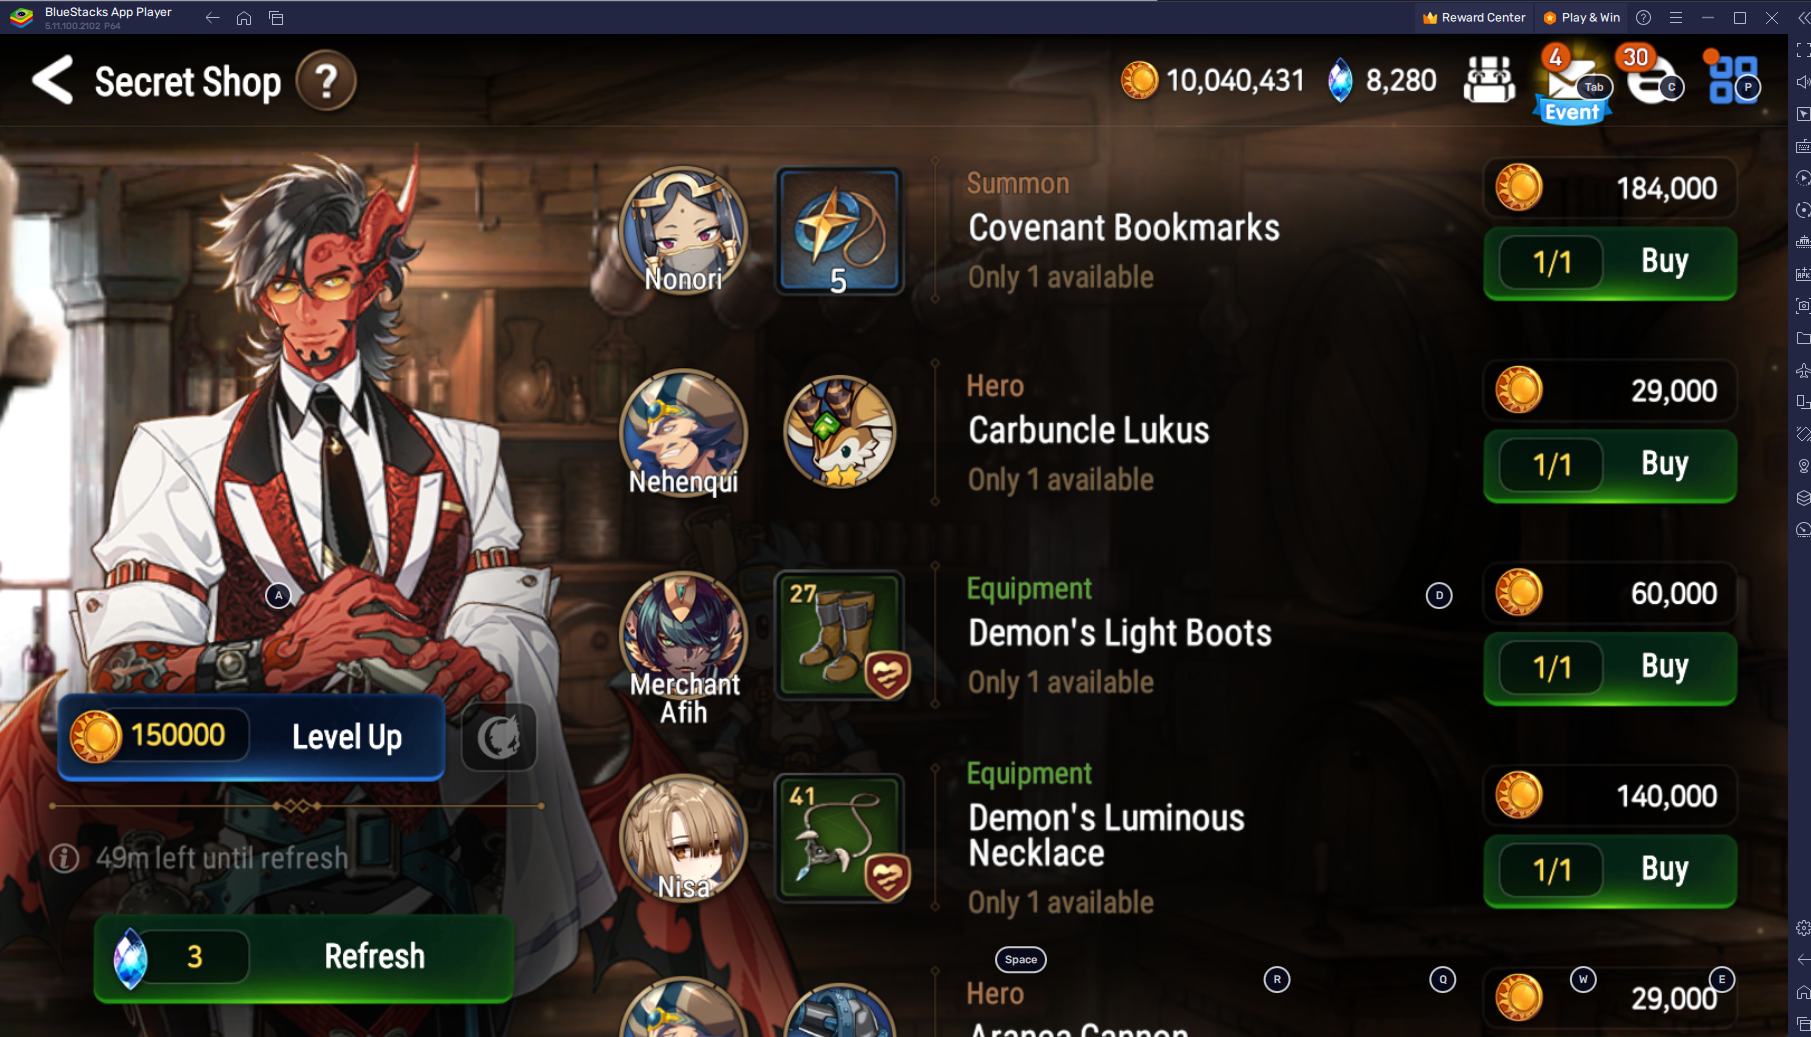 BlueStacks App Player
5.11.100.2102 P64
Reward Center
Play & Win
Secret Shop
?
10,040,431
8,280
4
Tab
Event
30
C
P
Nonori
5
Summon
Covenant Bookmarks
Only 1 available
184,000
1/1
Buy
Nehenqui
Hero
Carbuncle Lukus
Only 1 available
29,000
1/1
Buy
A
Merchant
Afih
27
Equipment
Demon's Light Boots
Only 1 available
D
60,000
1/1
Buy
150000
Level Up
Nisa
41
Equipment
Demon's Luminous
Necklace
Only 1 available
140,000
1/1
Buy
49m left until refresh
3
Refresh
Space
R
Q
W
E
Hero
Aranea Cannon
29,000